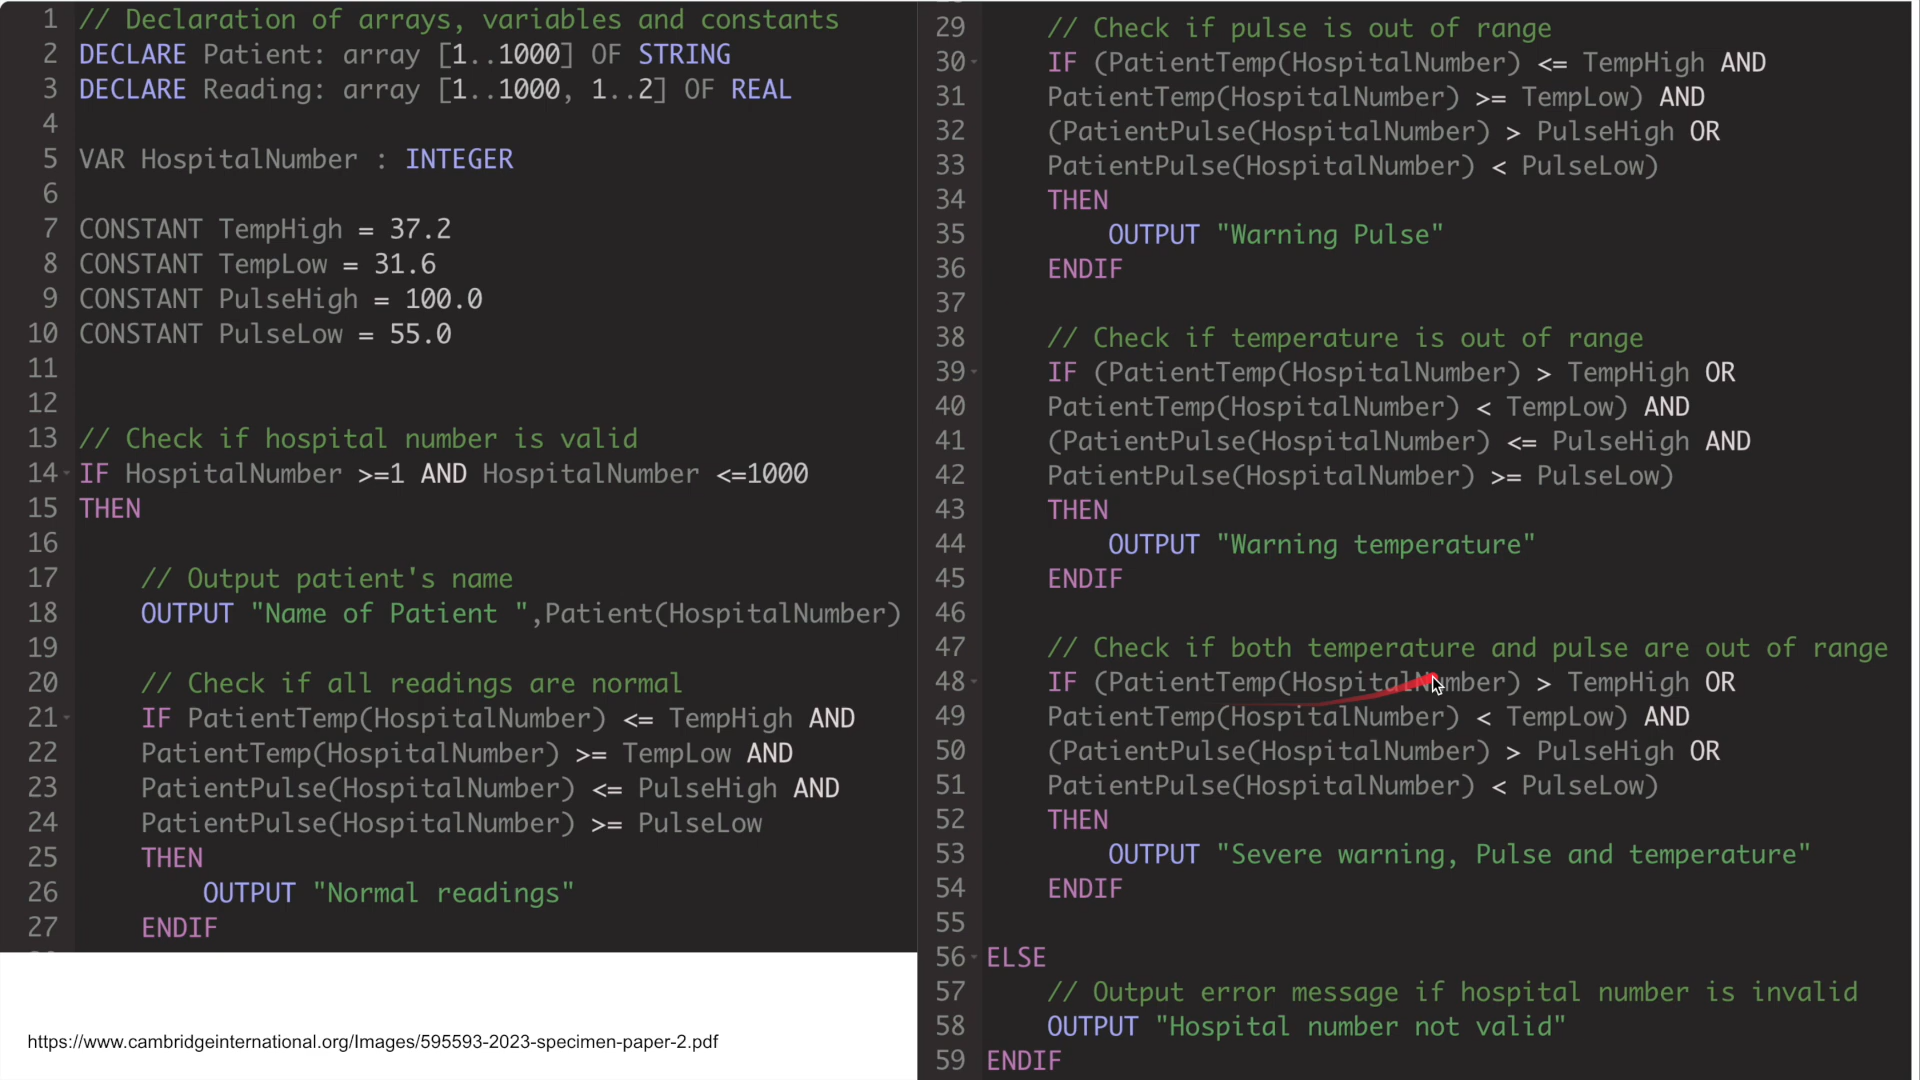 1 // Declaration of arrays, variables and constants
2 DECLARE Patient: array [1..1000] OF STRING
3 DECLARE Reading: array [1..1000, 1..2] OF REAL
4
5 VAR HospitalNumber : INTEGER
6
7 CONSTANT TempHigh = 37.2
8 CONSTANT TempLow = 31.6
9 CONSTANT PulseHigh = 100.0
10 CONSTANT PulseLow = 55.0
11
12
13 // Check if hospital number is valid
14 IF HospitalNumber >=1 AND HospitalNumber <=1000
15 THEN
16
17 // Output patient's name
18 OUTPUT "Name of Patient ",Patient(HospitalNumber)
19
20 // Check if all readings are normal
21 IF PatientTemp(HospitalNumber) <= TempHigh AND
22 PatientTemp(HospitalNumber) >= TempLow AND
23 PatientPulse(HospitalNumber) <= PulseHigh AND
24 PatientPulse(HospitalNumber) >= PulseLow
25 THEN
26 OUTPUT "Normal readings"
27 ENDIF
29 // Check if pulse is out of range
30 IF (PatientTemp(HospitalNumber) <= TempHigh AND
31 PatientTemp(HospitalNumber) >= TempLow) AND
32 (PatientPulse(HospitalNumber) > PulseHigh OR
33 PatientPulse(HospitalNumber) < PulseLow)
34 THEN
35 OUTPUT "Warning Pulse"
36 ENDIF
37
38 // Check if temperature is out of range
39 IF (PatientTemp(HospitalNumber) > TempHigh OR
40 PatientTemp(HospitalNumber) < TempLow) AND
41 (PatientPulse(HospitalNumber) <= PulseHigh AND
42 PatientPulse(HospitalNumber) >= PulseLow)
43 THEN
44 OUTPUT "Warning temperature"
45 ENDIF
46
47 // Check if both temperature and pulse are out of range
48 IF (PatientTemp(HospitalNumber) > TempHigh OR
49 PatientTemp(HospitalNumber) < TempLow) AND
50 (PatientPulse(HospitalNumber) > PulseHigh OR
51 PatientPulse(HospitalNumber) < PulseLow)
52 THEN
53 OUTPUT "Severe warning, Pulse and temperature"
54 ENDIF
55
56 ELSE
57 // Output error message if hospital number is invalid
58 OUTPUT "Hospital number not valid"
59 ENDIF
https://www.cambridgeinternational.org/Images/595593-2023-specimen-paper-2.pdf